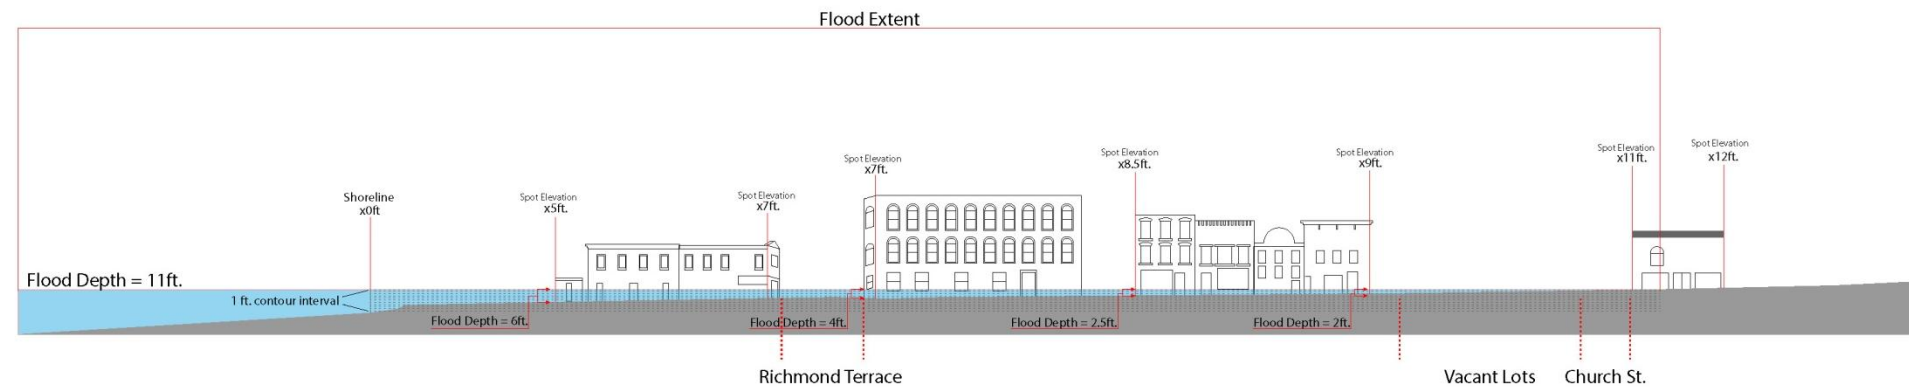 Flood Extent
Spot Elevation
x11ft.
Spot Elevation
x12ft.
Spot Elevation
x8.5ft.
Spot Elevation
x9ft.
Spot Elevation
x7ft.
Shoreline
x0ft
Spot Elevation
x5ft.
Spot Elevation
x7ft.
Flood Depth = 11ft.
1 ft. contour interval
Flood Depth = 6ft.
Flood Depth = 4ft.
Flood Depth = 2.5ft.
Flood Depth = 2ft.
Richmond Terrace
Vacant Lots
Church St.